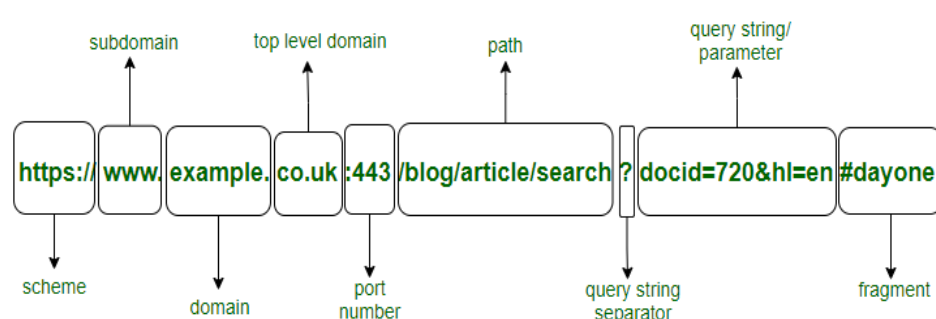 query string/
parameter
subdomain
top level domain
path
https:// www. example. co.uk :443 /blog/article/search ? docid=720&hl=en #dayone
scheme
domain
port
number
query string
separator
fragment